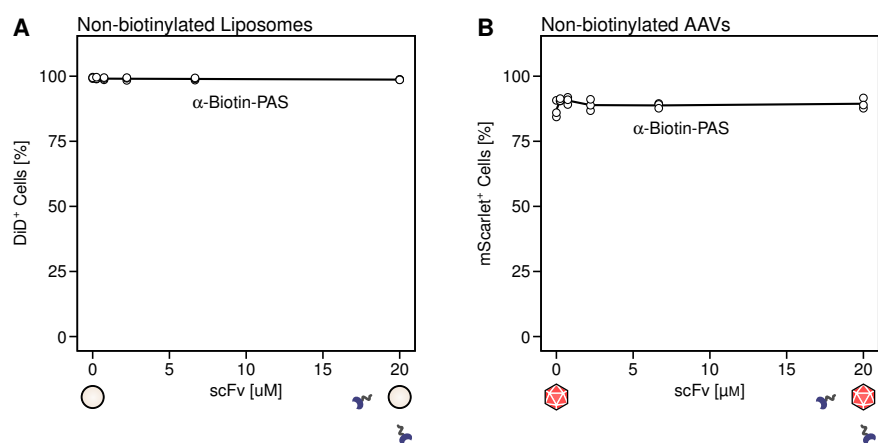 A
Non-biotinylated Liposomes
DiD⁺ Cells [%]
100
75
50
25
0
α-Biotin-PAS
0 5 10 15 20
scFv [uM]
B
Non-biotinylated AAVs
mScarlet⁺ Cells [%]
100
75
50
25
0
α-Biotin-PAS
0 5 10 15 20
scFv [µM]